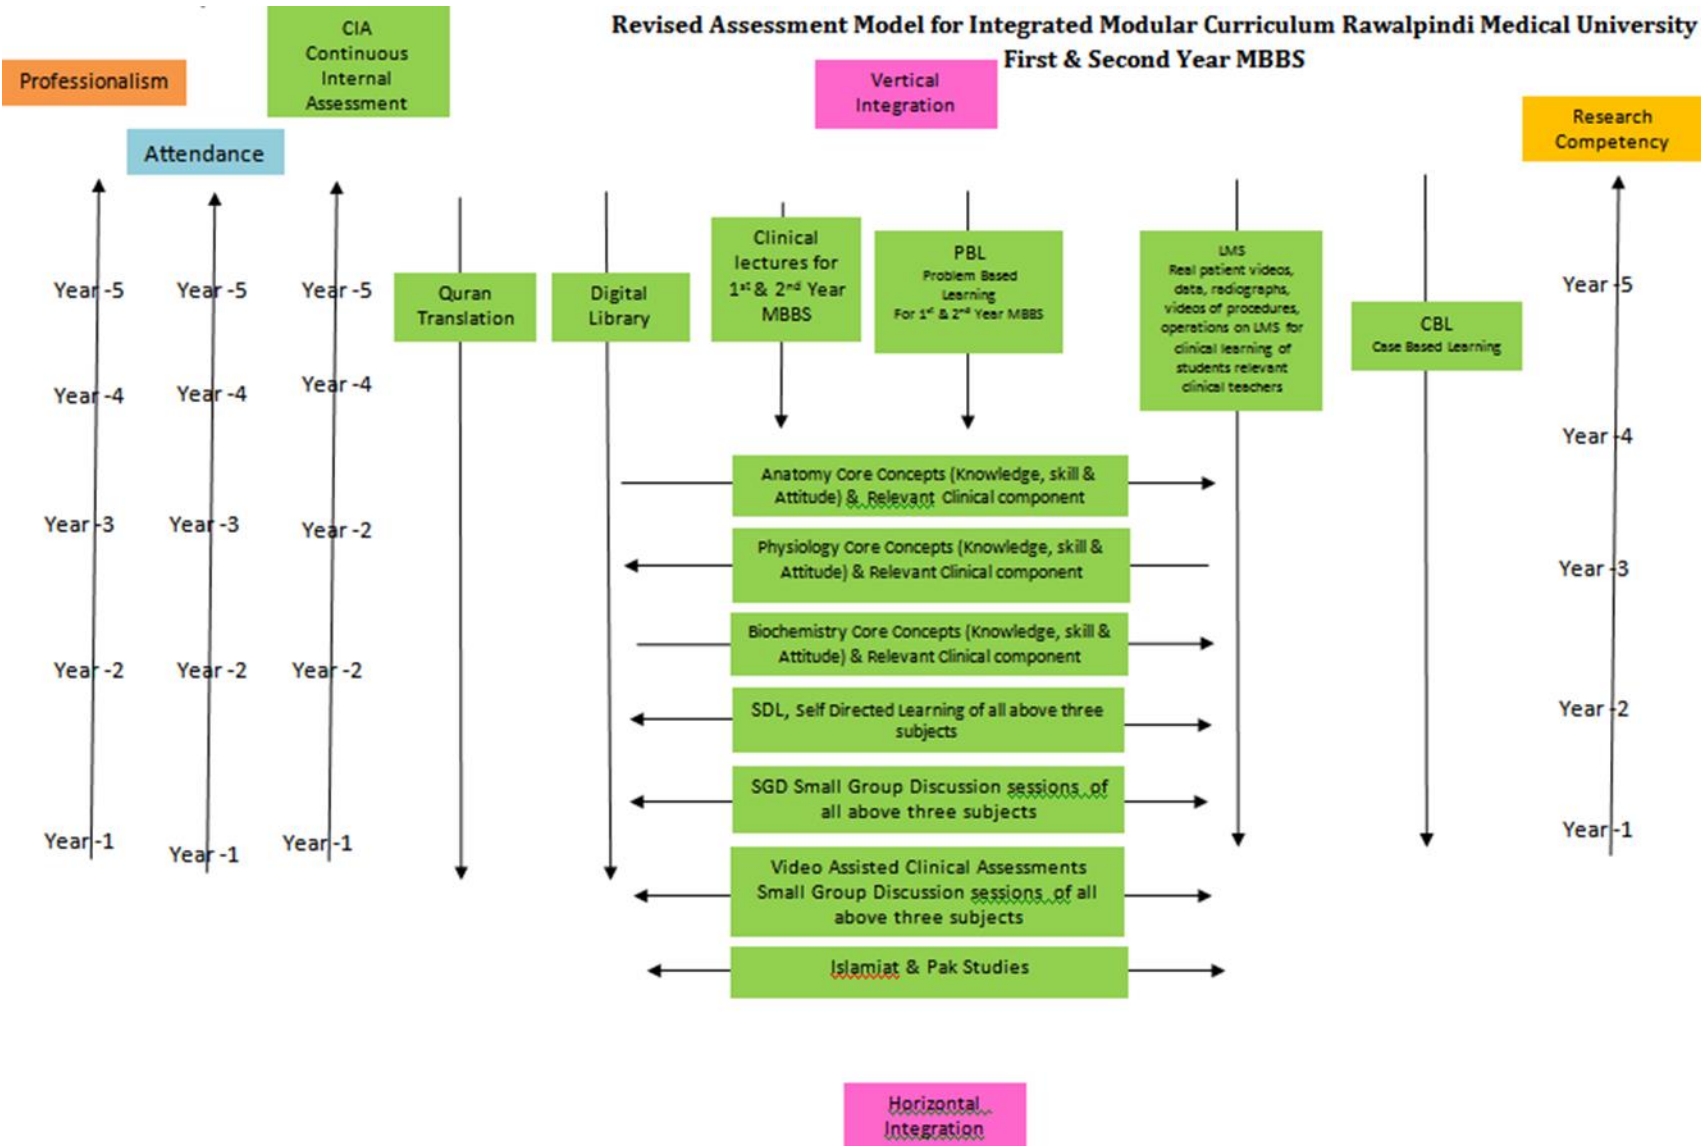 Revised Assessment Model for Integrated Modular Curriculum Rawalpindi Medical University
First & Second Year MBBS
Professionalism
Attendance
CIA
Continuous
Internal
Assessment
Vertical
Integration
Research
Competency
Year -5
Year -4
Year -3
Year -2
Year -1
Year -5
Year -4
Year -3
Year -2
Year -1
Year -5
Year -4
Year -2
Year -2
Year -1
Quran
Translation
Digital
Library
Clinical
lectures for
1st & 2nd Year
MBBS
PBL
Problem Based
Learning
For 1st & 2nd Year MBBS
LMS
Real patient videos,
data, radiographs,
videos of procedures,
operations on LMS for
clinical learning of
students relevant
clinical teachers
CBL
Case Based Learning
Year -5
Year -4
Year -3
Year -2
Year -1
Anatomy Core Concepts (Knowledge, skill &
Attitude) & Relevant Clinical component
Physiology Core Concepts (Knowledge, skill &
Attitude) & Relevant Clinical component
Biochemistry Core Concepts (Knowledge, skill &
Attitude) & Relevant Clinical component
SDL, Self Directed Learning of all above three
subjects
SGD Small Group Discussion sessions of
all above three subjects
Video Assisted Clinical Assessments
Small Group Discussion sessions of all
above three subjects
Islamiat & Pak Studies
Horizontal
Integration